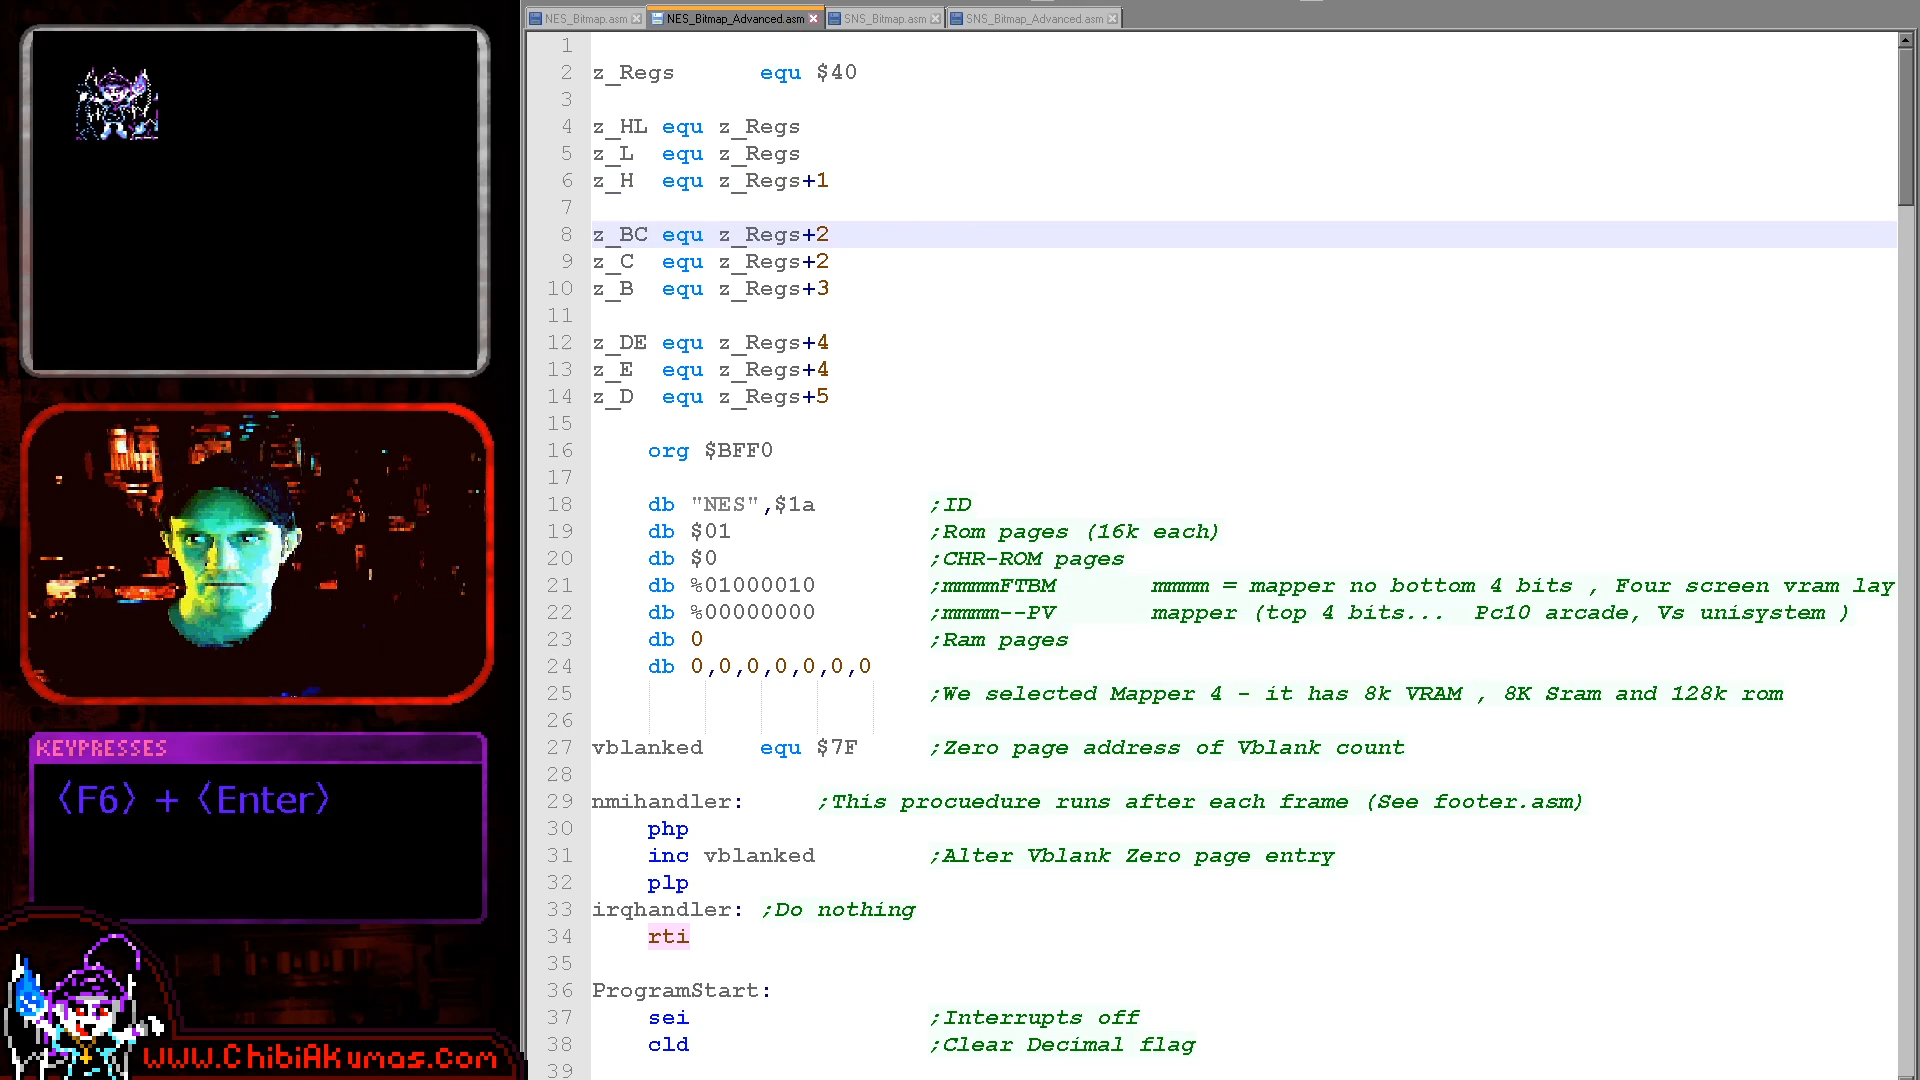 NES_Bitmap.asm NES_Bitmap_Advanced.asm SNS_Bitmap.asm SNS_Bitmap_Advanced.asm
1
2 z_Regs equ $40
3
4 z_HL equ z_Regs
5 z_L equ z_Regs
6 z_H equ z_Regs+1
7
8 z_BC equ z_Regs+2
9 z_C equ z_Regs+2
10 z_B equ z_Regs+3
11
12 z_DE equ z_Regs+4
13 z_E equ z_Regs+4
14 z_D equ z_Regs+5
15
16 org $BFF0
17
18 db "NES",$1a ;ID
19 db $01 ;Rom pages (16k each)
20 db $0 ;CHR-ROM pages
21 db %01000010 ;mmmmFTBM mmmm = mapper no bottom 4 bits , Four screen vram lay
22 db %00000000 ;mmmm--PV mapper (top 4 bits... Pc10 arcade, Vs unisystem )
23 db 0 ;Ram pages
24 db 0,0,0,0,0,0,0
25 ;We selected Mapper 4 - it has 8k VRAM , 8K Sram and 128k rom
26
27 vblanked equ $7F ;Zero page address of Vblank count
28
29 nmihandler: ;This procuedure runs after each frame (See footer.asm)
30 php
31 inc vblanked ;Alter Vblank Zero page entry
32 plp
33 irqhandler: ;Do nothing
34 rti
35
36 ProgramStart:
37 sei ;Interrupts off
38 cld ;Clear Decimal flag
39
KEYPRESSES
〈F6〉 + 〈Enter〉
www.ChibiAkumas.com